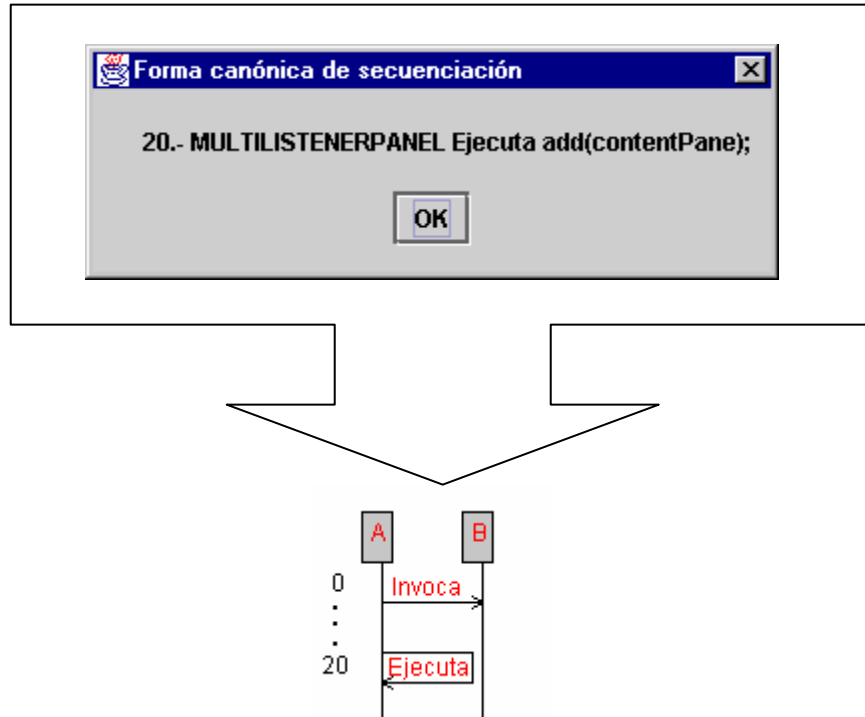 Forma canónica de secuenciación
20.- MULTILISTENERPANEL Ejecuta add(contentPane);
OK
A B
0 Invoca
.
.
.
20 Ejecuta